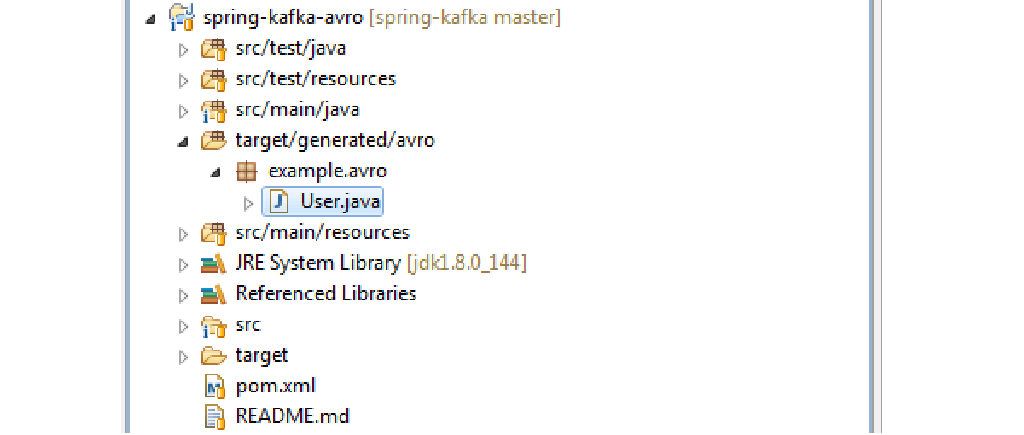 spring-kafka-avro [spring-kafka master]
src/test/java
src/test/resources
src/main/java
target/generated/avro
example.avro
User.java
src/main/resources
JRE System Library [jdk1.8.0_144]
Referenced Libraries
src
target
pom.xml
README.md